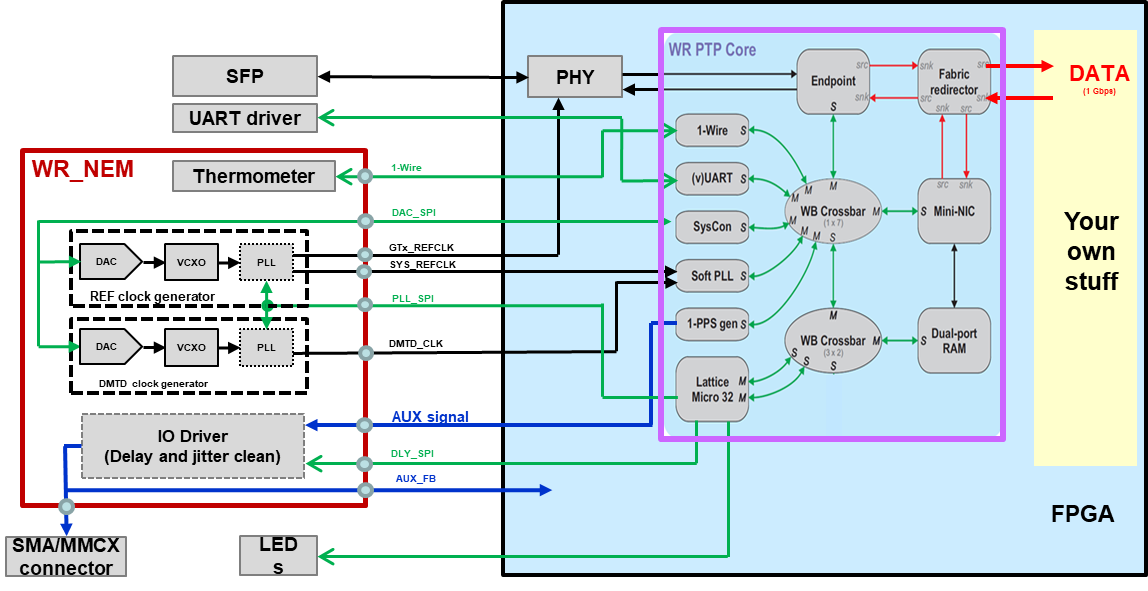 WR PTP Core
SFP
PHY
Endpoint
S
src
snk
snk
src
Fabric
redirector
src
snk
snk
src
DATA
(1 Gbps)
UART driver
1-Wire S
WR_NEM
Thermometer
1-Wire
(v)UART S
M
M
M
WB Crossbar
(1 x 7)
M
M
M
M
S
src
snk
S Mini-NIC
DAC_SPI
SysCon S
GTx_REFCLK
SYS_REFCLK
DAC
VCXO
PLL
REF clock generator
Soft PLL S
PLL_SPI
1-PPS gen S
DAC
VCXO
PLL
DMTD clock generator
DMTD_CLK
M
WB Crossbar
(3 x 2)
M
S
S
S
S
Dual-port
RAM
Lattice
Micro 32
M
M
Your
own
stuff
IO Driver
(Delay and jitter clean)
AUX signal
DLY_SPI
AUX_FB
FPGA
SMA/MMCX
connector
LED
s